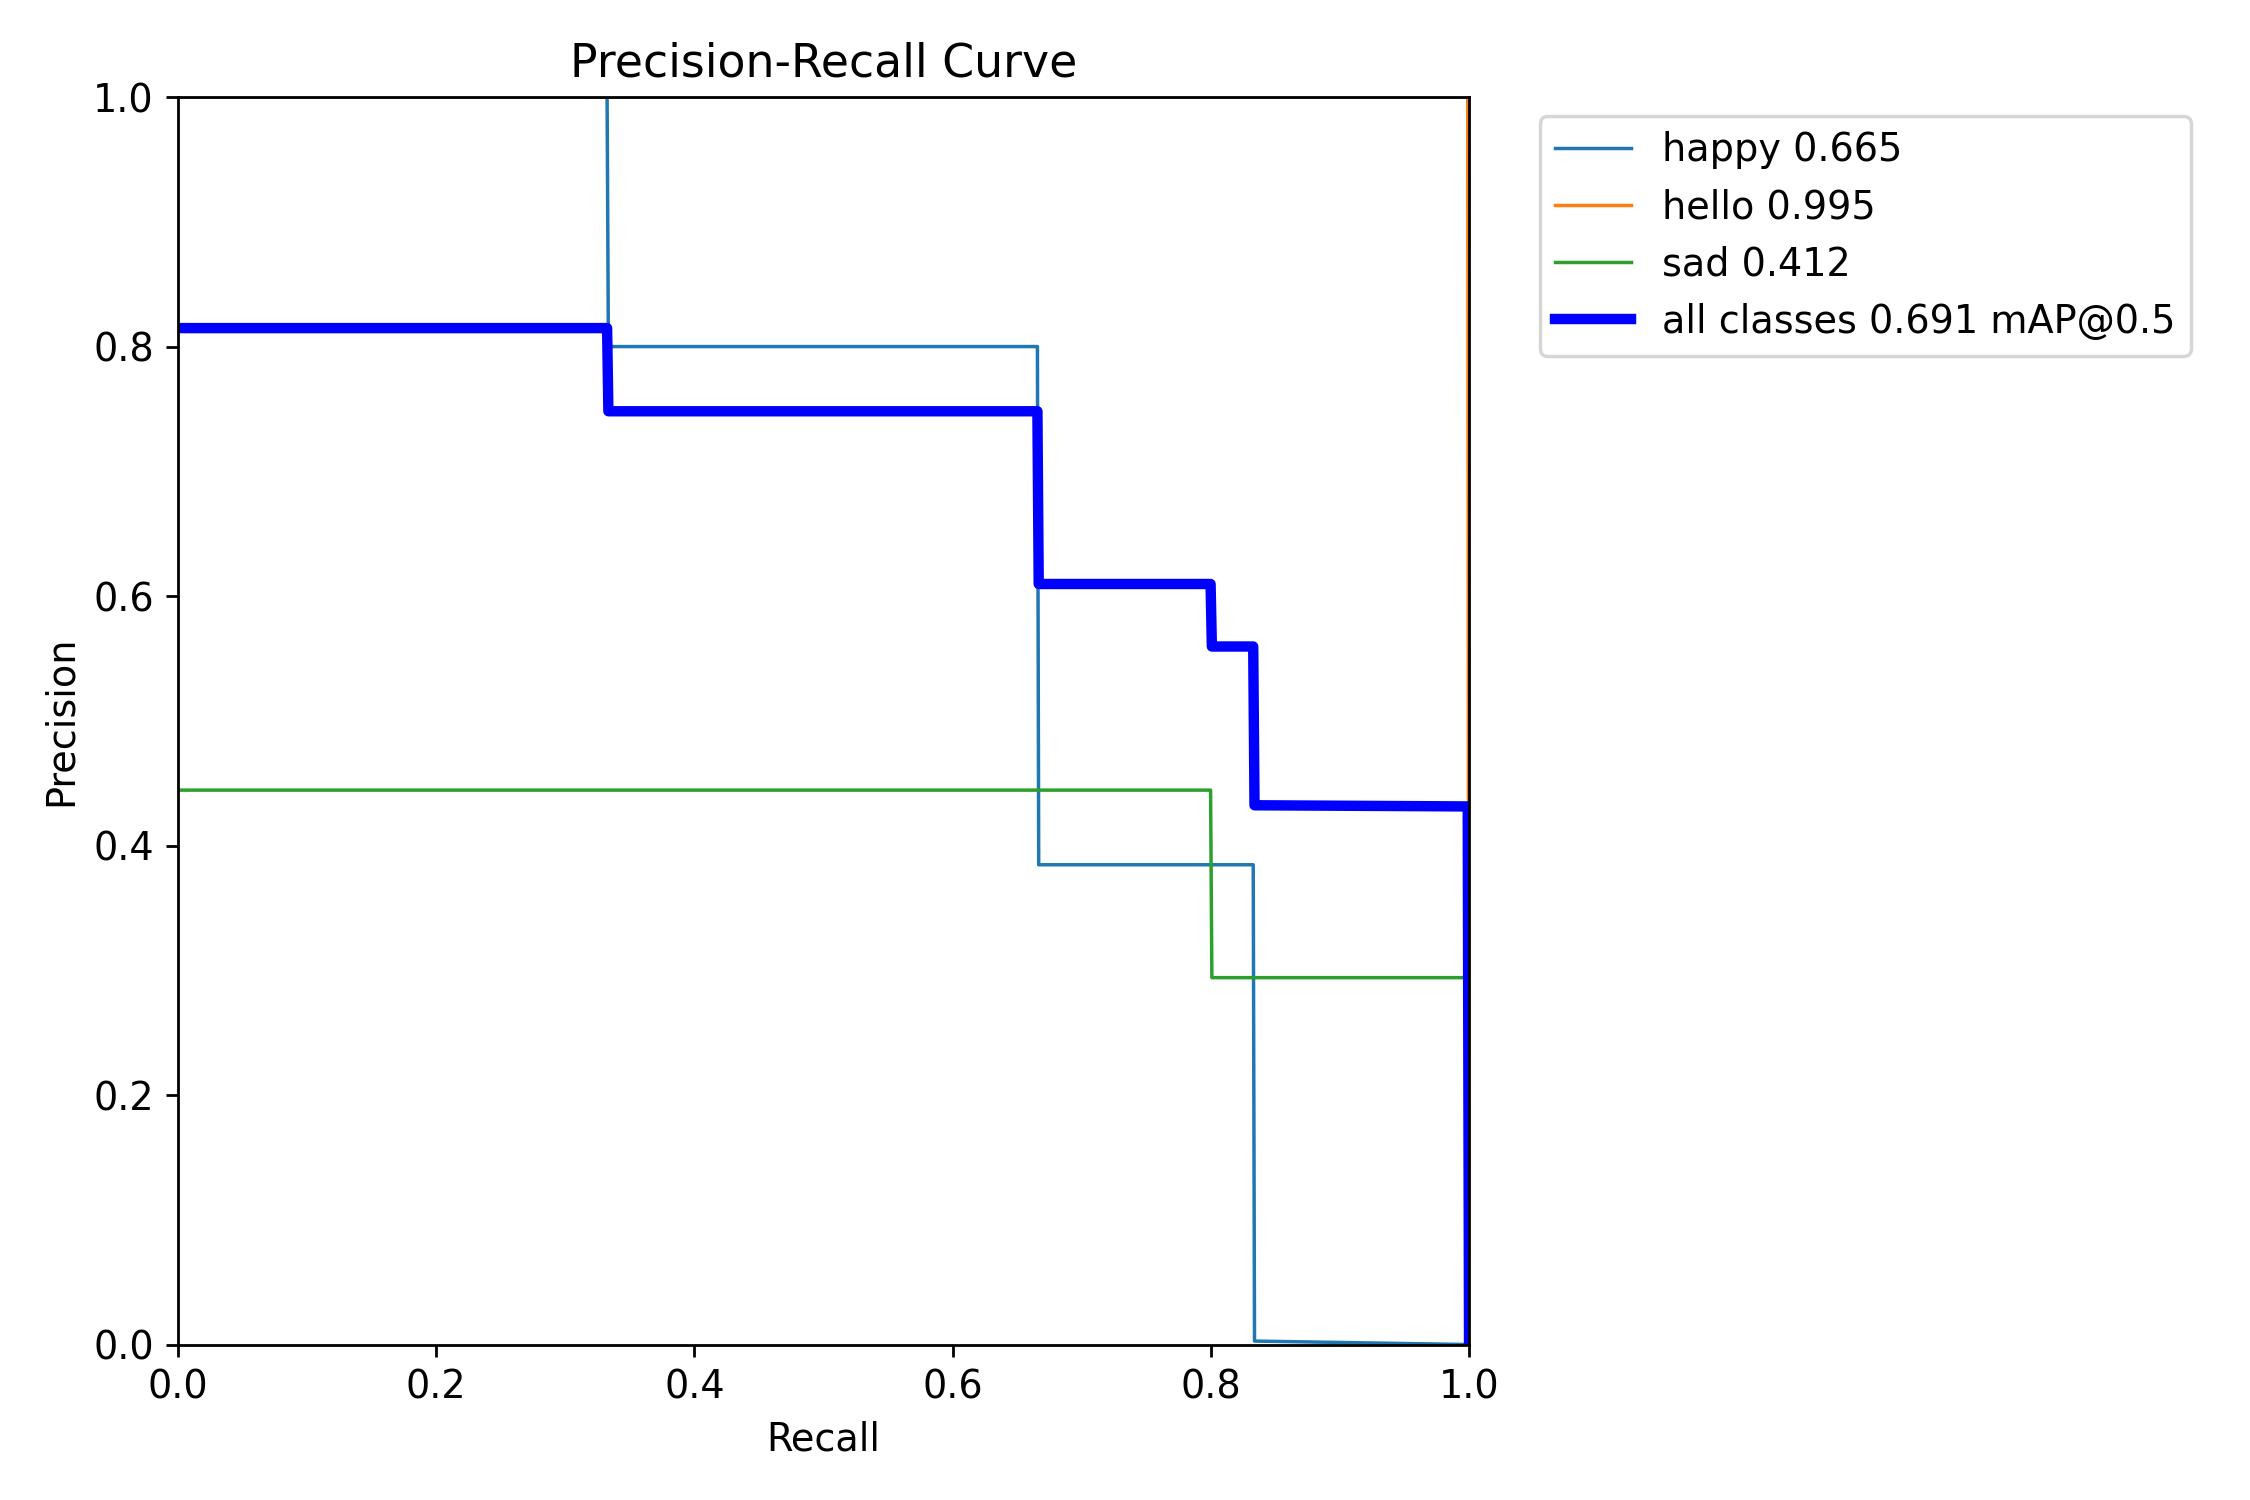 Precision-Recall Curve
1.0
0.8
0.6
0.4
0.2
0.0
Precision
0.0 0.2 0.4 0.6 0.8 1.0
Recall
happy 0.665
hello 0.995
sad 0.412
all classes 0.691 mAP@0.5